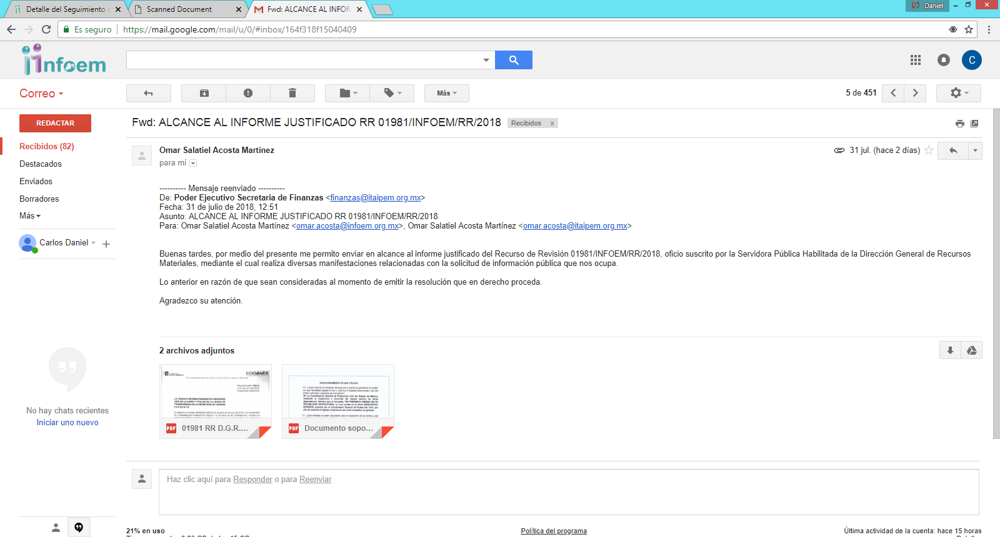 Detalle del Seguimiento
Scanned Document
Fwd: ALCANCE AL INFOR
Daniel
Es seguro
https://mail.google.com/mail/u/0/#inbox/164f318f15040409
infoem
C
Correo
Más
5 de 451
REDACTAR
Fwd: ALCANCE AL INFORME JUSTIFICADO RR 01981/INFOEM/RR/2018
Recibidos x
Recibidos (82)
Destacados
Enviados
Borradores
Más
Carlos Daniel
No hay chats recientes
Iniciar uno nuevo
Omar Salatiel Acosta Martínez
31 jul. (hace 2 días)
para mí
---------- Mensaje reenviado ----------
De: Poder Ejecutivo Secretaria de Finanzas <finanzas@itaipem.org.mx>
Fecha: 31 de julio de 2018, 12:51
Asunto: ALCANCE AL INFORME JUSTIFICADO RR 01981/INFOEM/RR/2018
Para: Omar Salatiel Acosta Martínez <omar.acosta@infoem.org.mx>, Omar Salatiel Acosta Martínez <omar.acosta@itaipem.org.mx>
Buenas tardes, por medio del presente me permito enviar en alcance al informe justificado del Recurso de Revisión 01981/INFOEM/RR/2018, oficio suscrito por la Servidora Pública Habilitada de la Dirección General de Recursos
Materiales, mediante el cual realiza diversas manifestaciones relacionadas con la solicitud de información pública que nos ocupa.
Lo anterior en razón de que sean consideradas al momento de emitir la resolución que en derecho proceda.
Agradezco su atención.
2 archivos adjuntos
EDOMÉX
ESTACIONAMIENTO PLAZA TOLUCA
PDF 01981 RR D.G.R....
PDF Documento sopo...
Haz clic aquí para Responder o para Reenviar
21% en uso
Política del programa
Última actividad de la cuenta: hace 15 horas